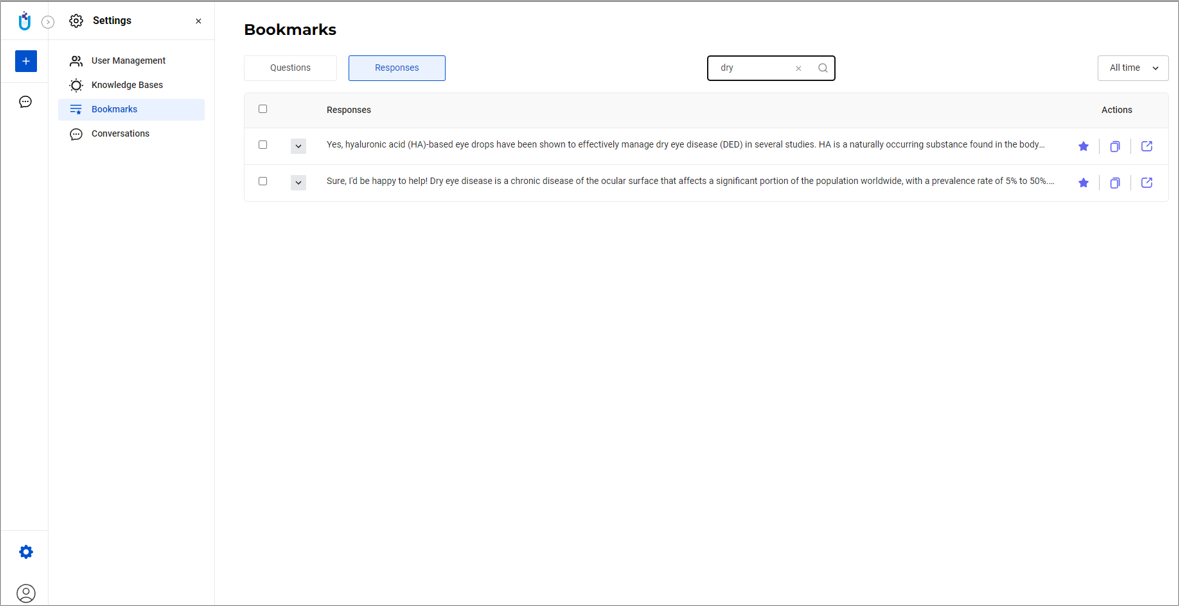 Settings
User Management
Knowledge Bases
Bookmarks
Conversations
Bookmarks
Questions
Responses
dry
All time
Responses
Actions
Yes, hyaluronic acid (HA)-based eye drops have been shown to effectively manage dry eye disease (DED) in several studies. HA is a naturally occurring substance found in the body...
Sure, I'd be happy to help! Dry eye disease is a chronic disease of the ocular surface that affects a significant portion of the population worldwide, with a prevalence rate of 5% to 50%....